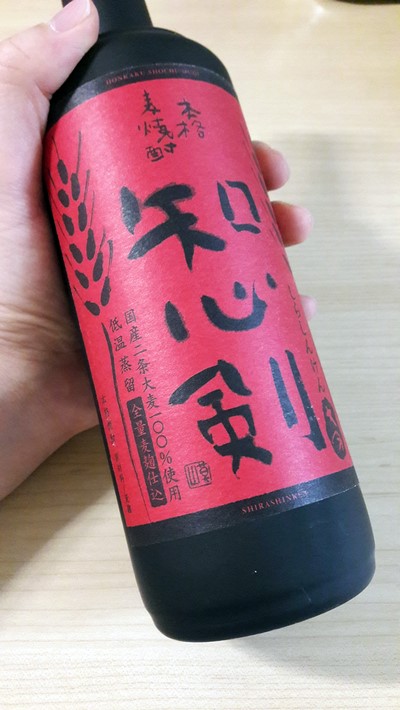 HONKAKU SHOCHU
本格
麦焼酎
知心剣
しらしんけん
国産二条大麦一〇〇%使用
低温蒸留
全量麦麹仕込
SHIRASHINKEN